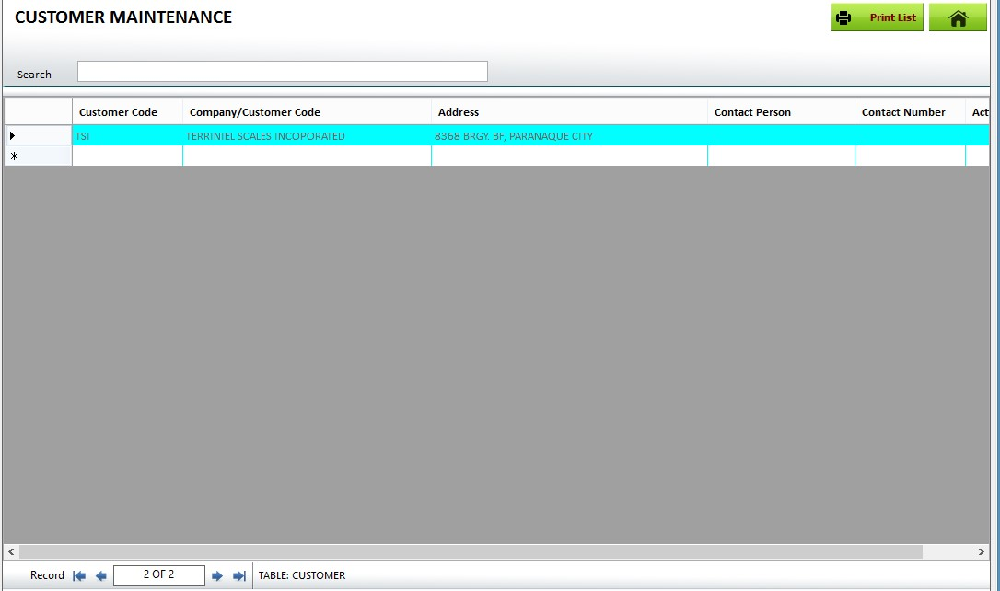 CUSTOMER MAINTENANCE
Print List
Search
Customer Code Company/Customer Code Address Contact Person Contact Number Act
TSI TERRINIEL SCALES INCOPORATED 8368 BRGY. BF, PARANAQUE CITY
Record 2 OF 2 TABLE: CUSTOMER